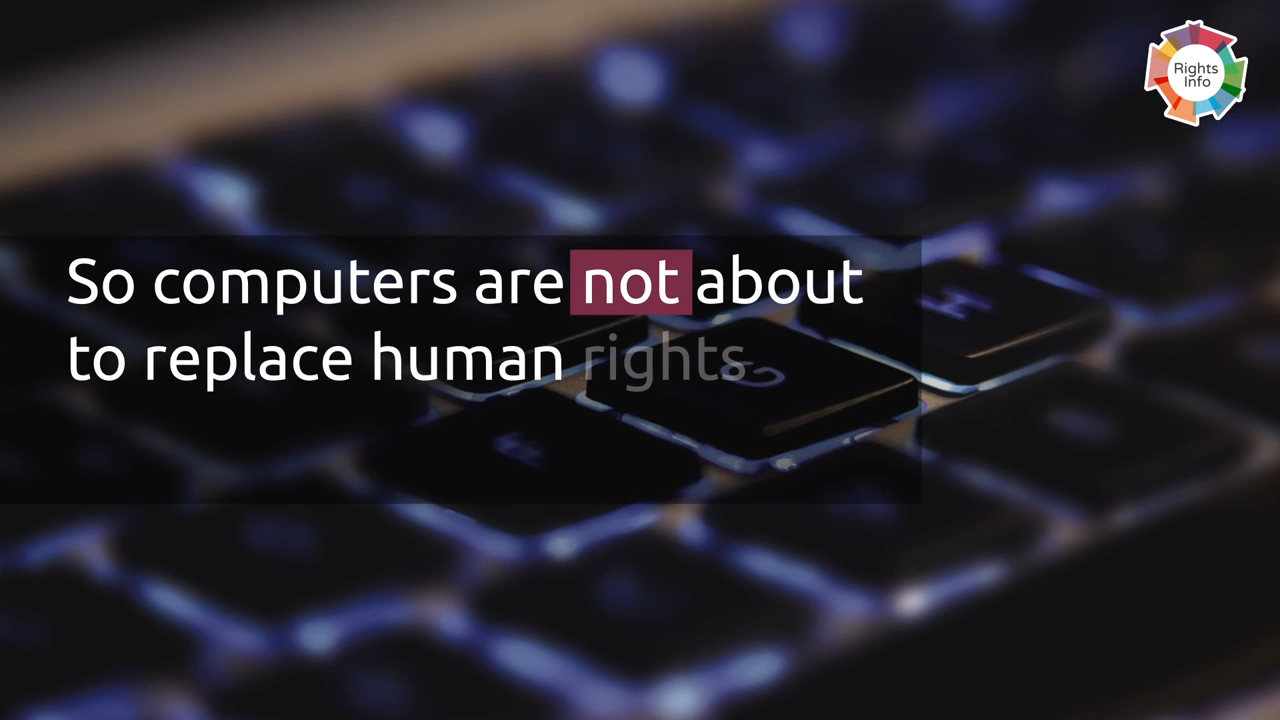 Rights
Info
So computers are not about
to replace human rights
H
G